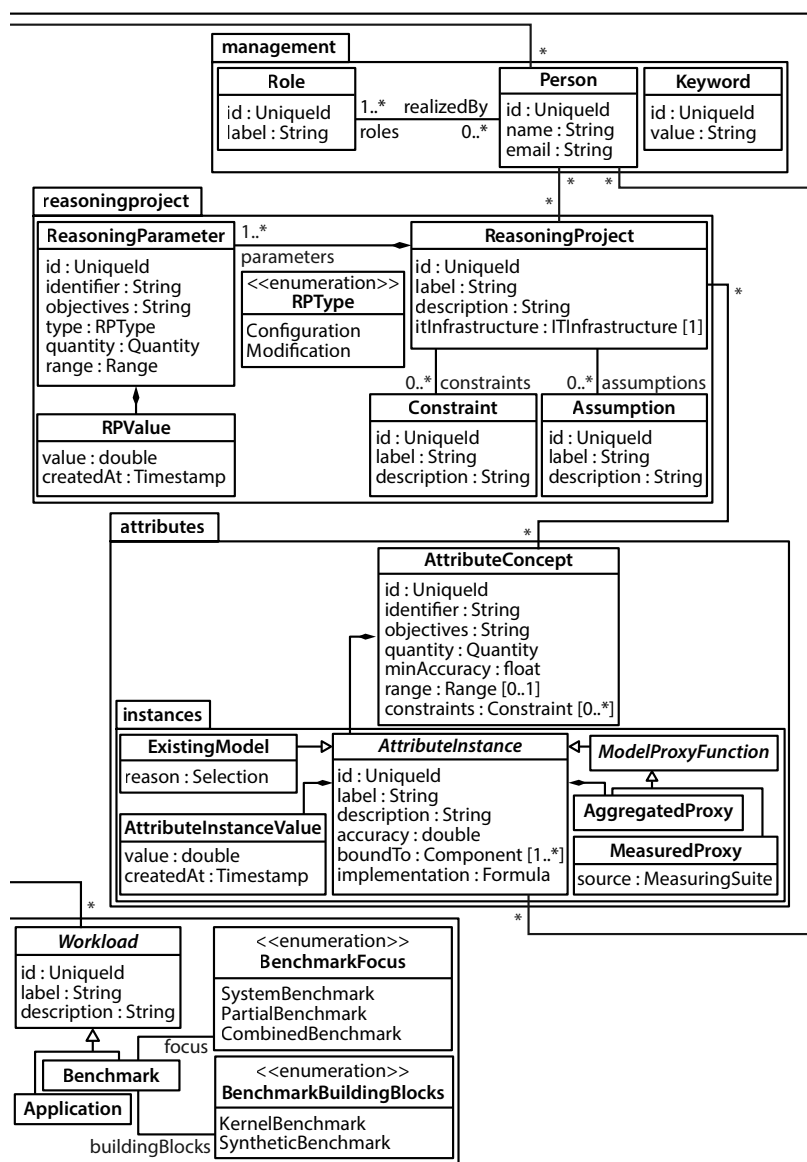 *
management
Role
id : UniqueId
label : String
1..* realizedBy
roles 0..*
Person
id : UniqueId
name : String
email : String
Keyword
id : UniqueId
value : String
* *
*
reasoningproject
ReasoningParameter
id : UniqueId
identifier : String
objectives : String
type : RPType
quantity : Quantity
range : Range
1..*
parameters
<<enumeration>>
RPType
Configuration
Modification
ReasoningProject
id : UniqueId
label : String
description : String
itInfrastructure : ITInfrastructure [1]
*
0..* constraints
0..* assumptions
RPValue
value : double
createdAt : Timestamp
Constraint
id : UniqueId
label : String
description : String
Assumption
id : UniqueId
label : String
description : String
attributes
*
AttributeConcept
id : UniqueId
identifier : String
objectives : String
quantity : Quantity
minAccuracy : float
range : Range [0..1]
constraints : Constraint [0..*]
instances
ExistingModel
reason : Selection
AttributeInstance
id : UniqueId
label : String
description : String
accuracy : double
boundTo : Component [1..*]
implementation : Formula
ModelProxyFunction
AggregatedProxy
AttributeInstanceValue
value : double
createdAt : Timestamp
MeasuredProxy
source : MeasuringSuite
*
*
Workload
id : UniqueId
label : String
description : String
<<enumeration>>
BenchmarkFocus
SystemBenchmark
PartialBenchmark
CombinedBenchmark
focus
Benchmark
Application
<<enumeration>>
BenchmarkBuildingBlocks
KernelBenchmark
SyntheticBenchmark
buildingBlocks